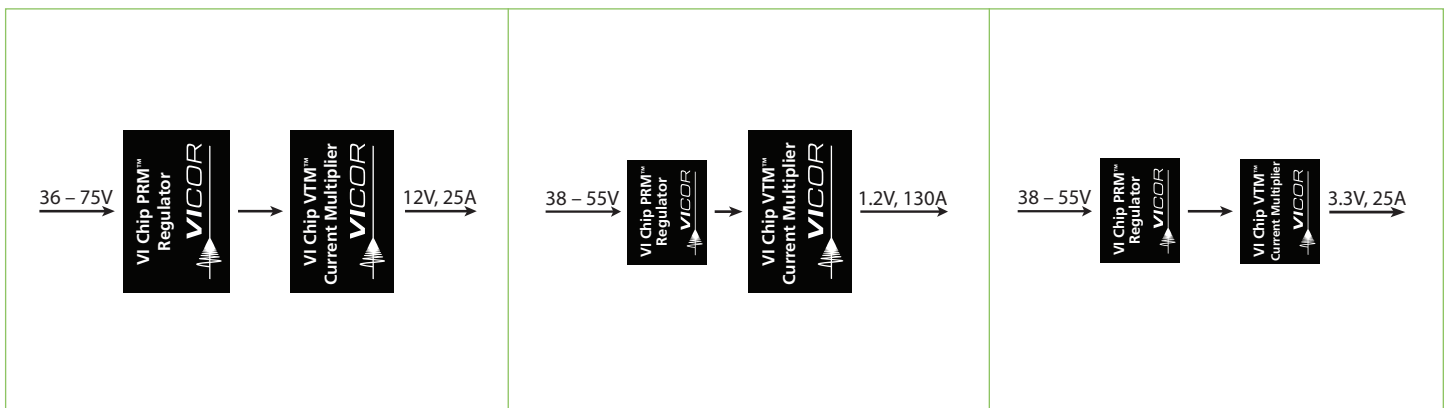 36 – 75V
VI Chip PRM™
Regulator
VICOR
VI Chip VTM™
Current Multiplier
VICOR
12V, 25A
38 – 55V
VI Chip PRM™
Regulator
VICOR
VI Chip VTM™
Current Multiplier
VICOR
1.2V, 130A
38 – 55V
VI Chip PRM™
Regulator
VICOR
VI Chip VTM™
Current Multiplier
VICOR
3.3V, 25A